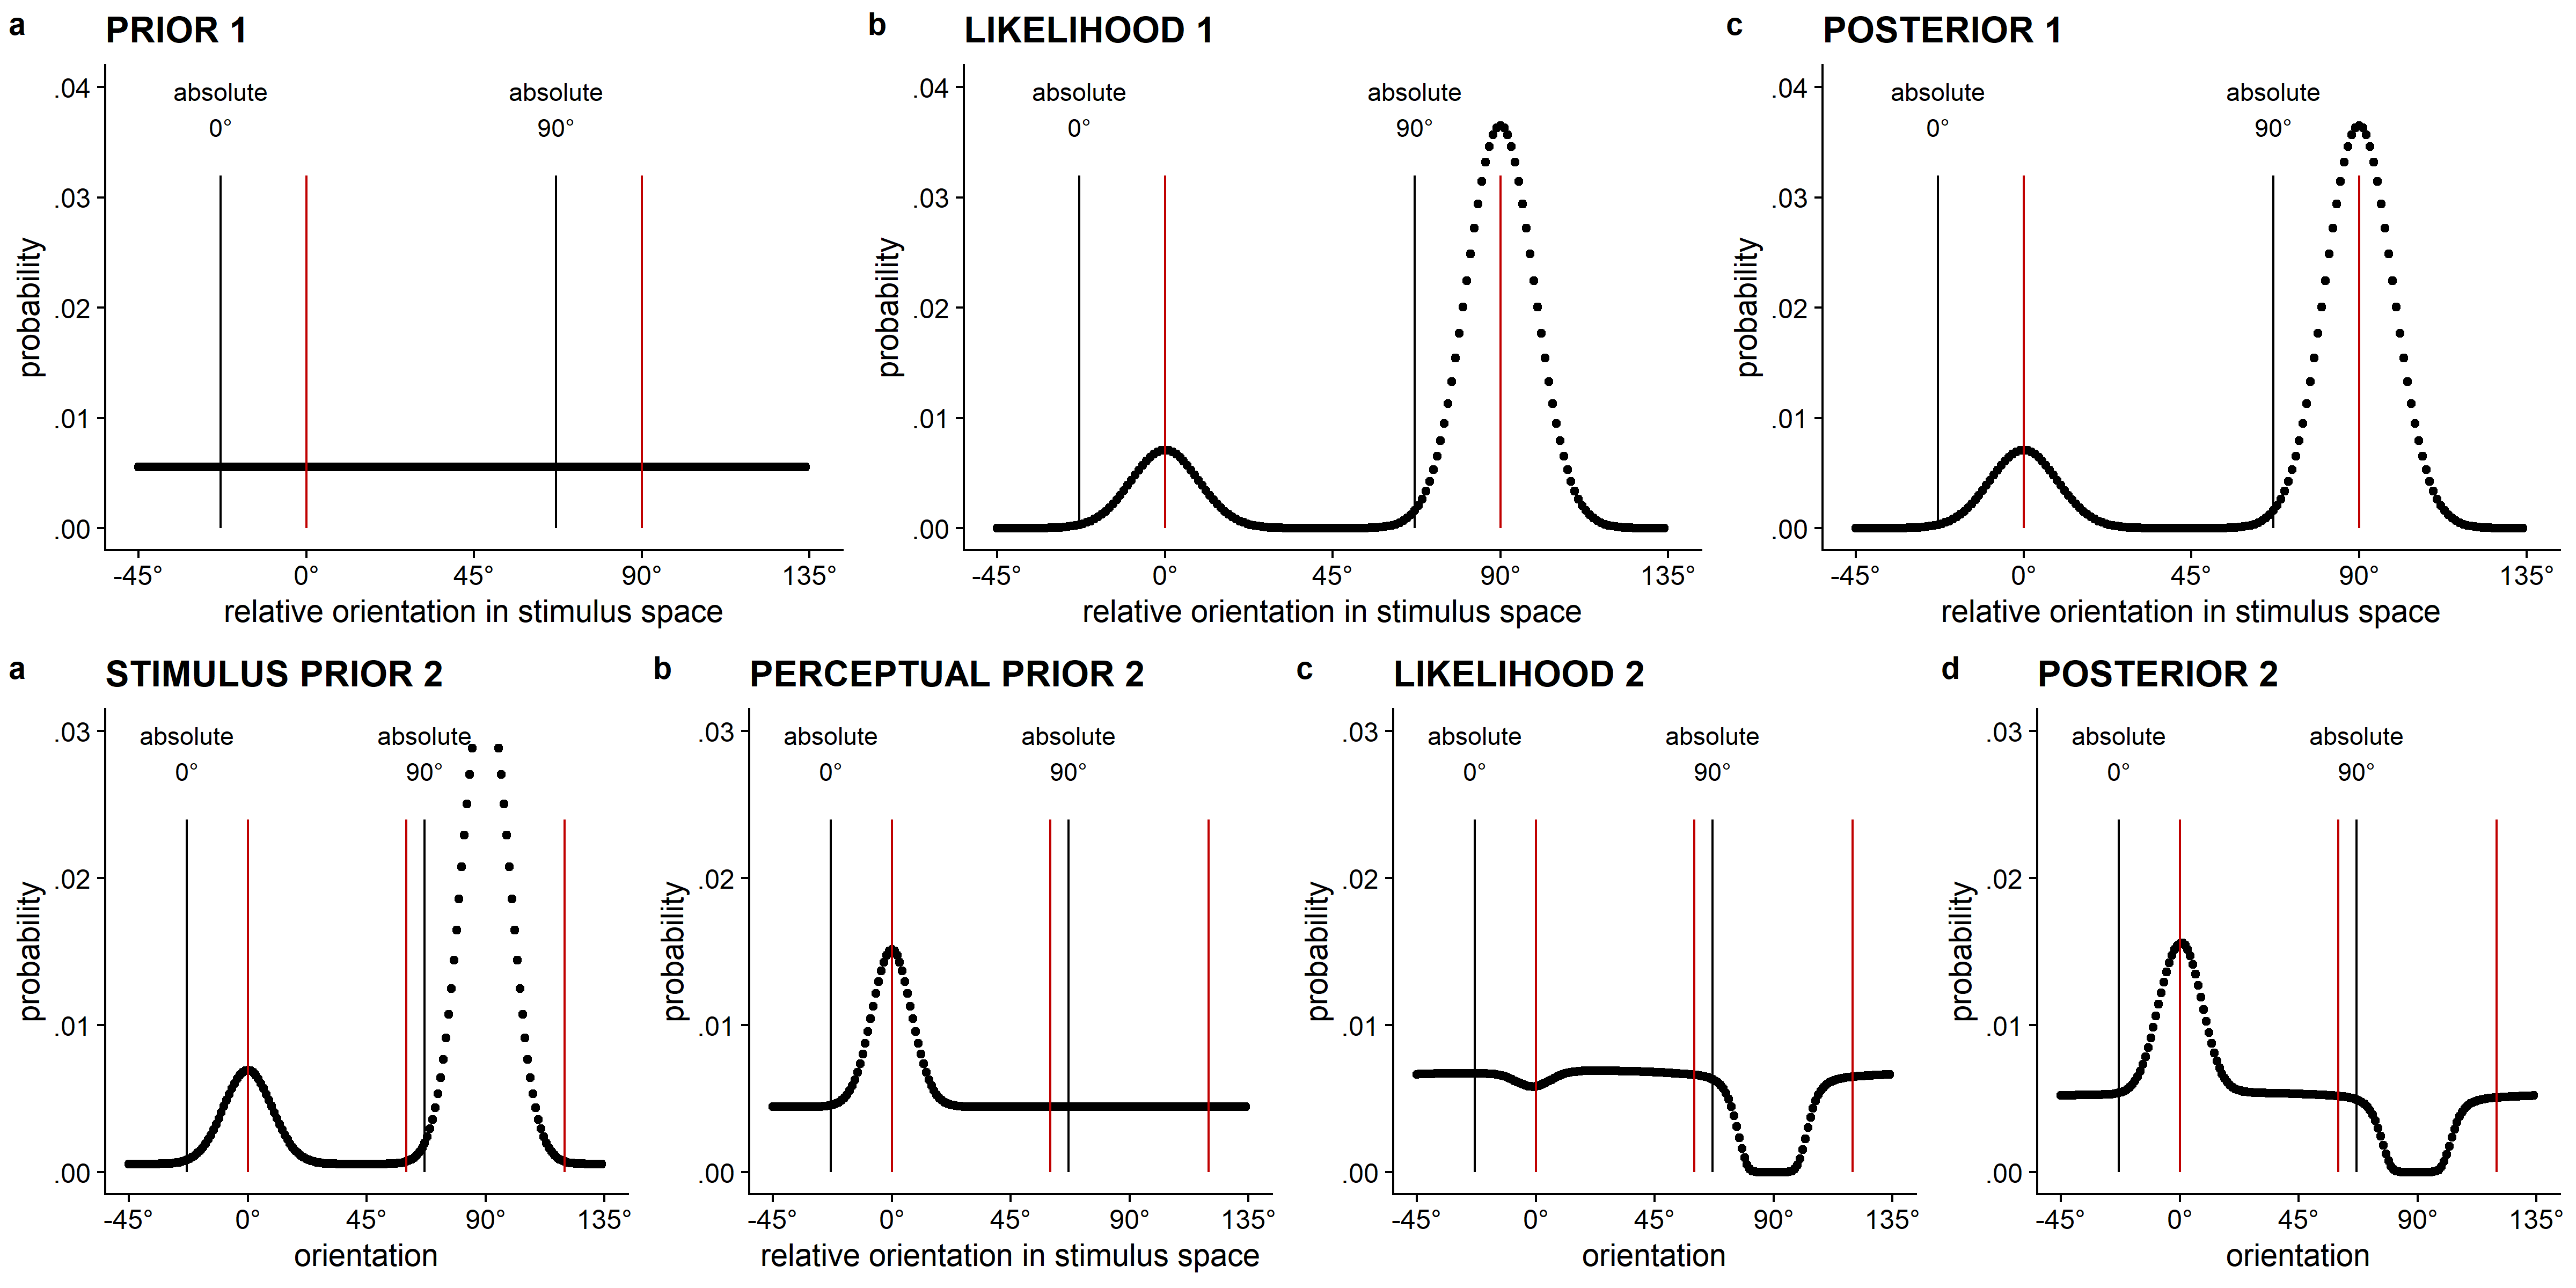 a PRIOR 1
.04
.03
.02
.01
.00
absolute 0°
absolute 90°
probability
-45° 0° 45° 90° 135°
relative orientation in stimulus space
b LIKELIHOOD 1
.04
.03
.02
.01
.00
absolute 0°
absolute 90°
probability
-45° 0° 45° 90° 135°
relative orientation in stimulus space
c POSTERIOR 1
.04
.03
.02
.01
.00
absolute 0°
absolute 90°
probability
-45° 0° 45° 90° 135°
relative orientation in stimulus space
a STIMULUS PRIOR 2
.03
.02
.01
.00
absolute 0°
absolute 90°
probability
-45° 0° 45° 90° 135°
orientation
b PERCEPTUAL PRIOR 2
.03
.02
.01
.00
absolute 0°
absolute 90°
probability
-45° 0° 45° 90° 135°
relative orientation in stimulus space
c LIKELIHOOD 2
.03
.02
.01
.00
absolute 0°
absolute 90°
probability
-45° 0° 45° 90° 135°
orientation
d POSTERIOR 2
.03
.02
.01
.00
absolute 0°
absolute 90°
probability
-45° 0° 45° 90° 135°
orientation